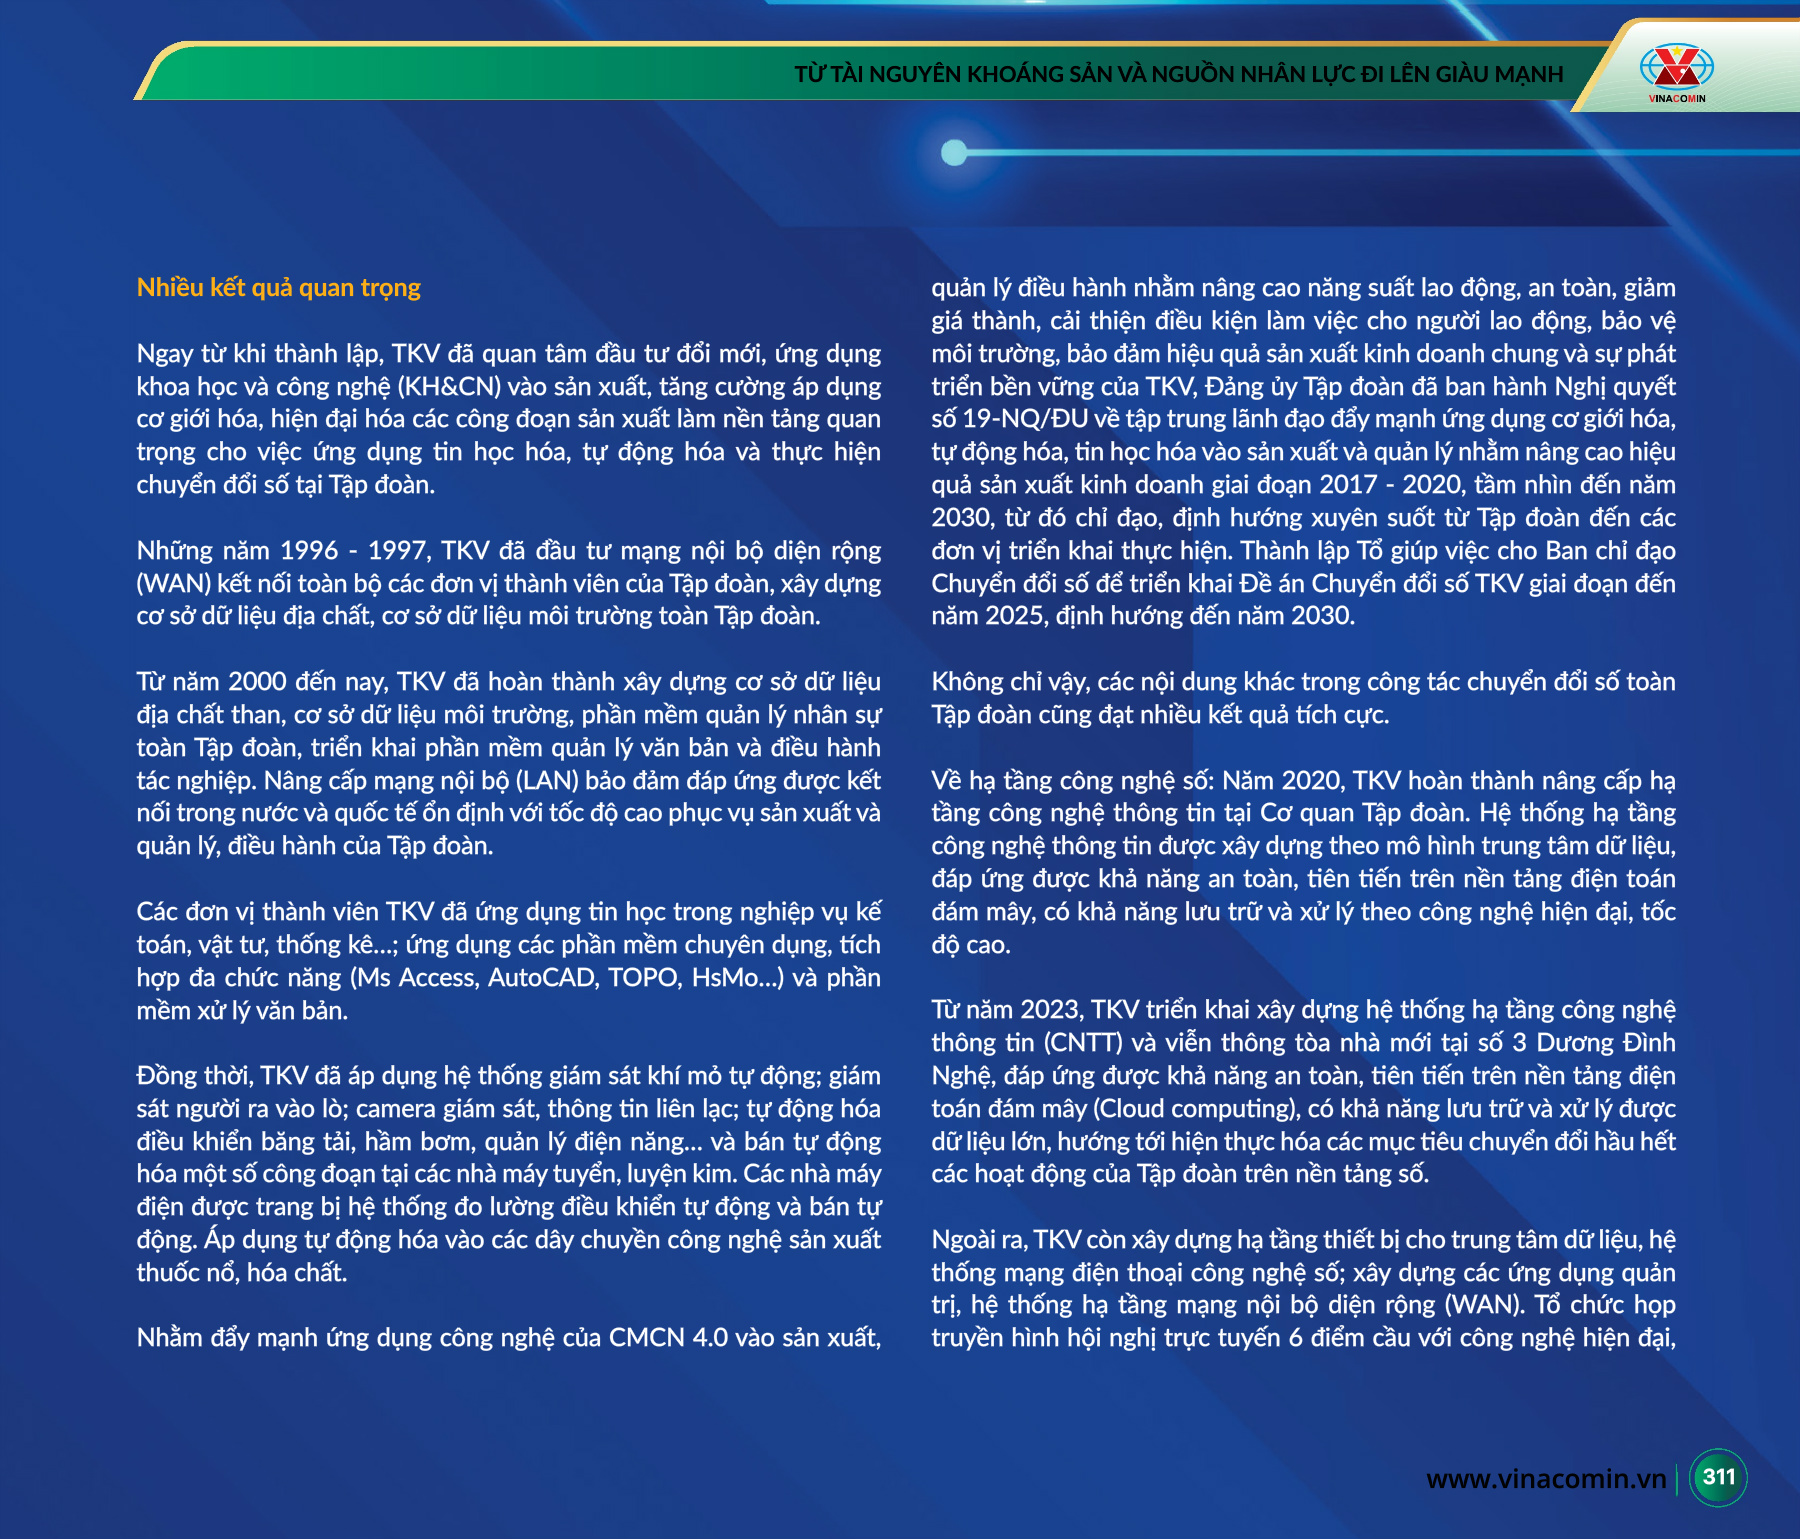 TỪ TÀI NGUYÊN KHOÁNG SẢN VÀ NGUỒN NHÂN LỰC ĐI LÊN GIÀU MẠNH
VINACOMIN
Nhiều kết quả quan trọng
Ngay từ khi thành lập, TKV đã quan tâm đầu tư đổi mới, ứng dụng
khoa học và công nghệ (KH&CN) vào sản xuất, tăng cường áp dụng
cơ giới hóa, hiện đại hóa các công đoạn sản xuất làm nền tảng quan
trọng cho việc ứng dụng tin học hóa, tự động hóa và thực hiện
chuyển đổi số tại Tập đoàn.
Những năm 1996 - 1997, TKV đã đầu tư mạng nội bộ diện rộng
(WAN) kết nối toàn bộ các đơn vị thành viên của Tập đoàn, xây dựng
cơ sở dữ liệu địa chất, cơ sở dữ liệu môi trường toàn Tập đoàn.
Từ năm 2000 đến nay, TKV đã hoàn thành xây dựng cơ sở dữ liệu
địa chất than, cơ sở dữ liệu môi trường, phần mềm quản lý nhân sự
toàn Tập đoàn, triển khai phần mềm quản lý văn bản và điều hành
tác nghiệp. Nâng cấp mạng nội bộ (LAN) bảo đảm đáp ứng được kết
nối trong nước và quốc tế ổn định với tốc độ cao phục vụ sản xuất và
quản lý, điều hành của Tập đoàn.
Các đơn vị thành viên TKV đã ứng dụng tin học trong nghiệp vụ kế
toán, vật tư, thống kê...; ứng dụng các phần mềm chuyên dụng, tích
hợp đa chức năng (Ms Access, AutoCAD, TOPO, HsMo...) và phần
mềm xử lý văn bản.
Đồng thời, TKV đã áp dụng hệ thống giám sát khí mỏ tự động; giám
sát người ra vào lò; camera giám sát, thông tin liên lạc; tự động hóa
điều khiển băng tải, hầm bơm, quản lý điện năng... và bán tự động
hóa một số công đoạn tại các nhà máy tuyển, luyện kim. Các nhà máy
điện được trang bị hệ thống đo lường điều khiển tự động và bán tự
động. Áp dụng tự động hóa vào các dây chuyền công nghệ sản xuất
thuốc nổ, hóa chất.
Nhằm đẩy mạnh ứng dụng công nghệ của CMCN 4.0 vào sản xuất,
quản lý điều hành nhằm nâng cao năng suất lao động, an toàn, giảm
giá thành, cải thiện điều kiện làm việc cho người lao động, bảo vệ
môi trường, bảo đảm hiệu quả sản xuất kinh doanh chung và sự phát
triển bền vững của TKV, Đảng ủy Tập đoàn đã ban hành Nghị quyết
số 19-NQ/ĐU về tập trung lãnh đạo đẩy mạnh ứng dụng cơ giới hóa,
tự động hóa, tin học hóa vào sản xuất và quản lý nhằm nâng cao hiệu
quả sản xuất kinh doanh giai đoạn 2017 - 2020, tầm nhìn đến năm
2030, từ đó chỉ đạo, định hướng xuyên suốt từ Tập đoàn đến các
đơn vị triển khai thực hiện. Thành lập Tổ giúp việc cho Ban chỉ đạo
Chuyển đổi số để triển khai Đề án Chuyển đổi số TKV giai đoạn đến
năm 2025, định hướng đến năm 2030.
Không chỉ vậy, các nội dung khác trong công tác chuyển đổi số toàn
Tập đoàn cũng đạt nhiều kết quả tích cực.
Về hạ tầng công nghệ số: Năm 2020, TKV hoàn thành nâng cấp hạ
tầng công nghệ thông tin tại Cơ quan Tập đoàn. Hệ thống hạ tầng
công nghệ thông tin được xây dựng theo mô hình trung tâm dữ liệu,
đáp ứng được khả năng an toàn, tiên tiến trên nền tảng điện toán
đám mây, có khả năng lưu trữ và xử lý theo công nghệ hiện đại, tốc
độ cao.
Từ năm 2023, TKV triển khai xây dựng hệ thống hạ tầng công nghệ
thông tin (CNTT) và viễn thông tòa nhà mới tại số 3 Dương Đình
Nghệ, đáp ứng được khả năng an toàn, tiên tiến trên nền tảng điện
toán đám mây (Cloud computing), có khả năng lưu trữ và xử lý được
dữ liệu lớn, hướng tới hiện thực hóa các mục tiêu chuyển đổi hầu hết
các hoạt động của Tập đoàn trên nền tảng số.
Ngoài ra, TKV còn xây dựng hạ tầng thiết bị cho trung tâm dữ liệu, hệ
thống mạng điện thoại công nghệ số; xây dựng các ứng dụng quản
trị, hệ thống hạ tầng mạng nội bộ diện rộng (WAN). Tổ chức họp
truyền hình hội nghị trực tuyến 6 điểm cầu với công nghệ hiện đại,
www.vinacomin.vn
311